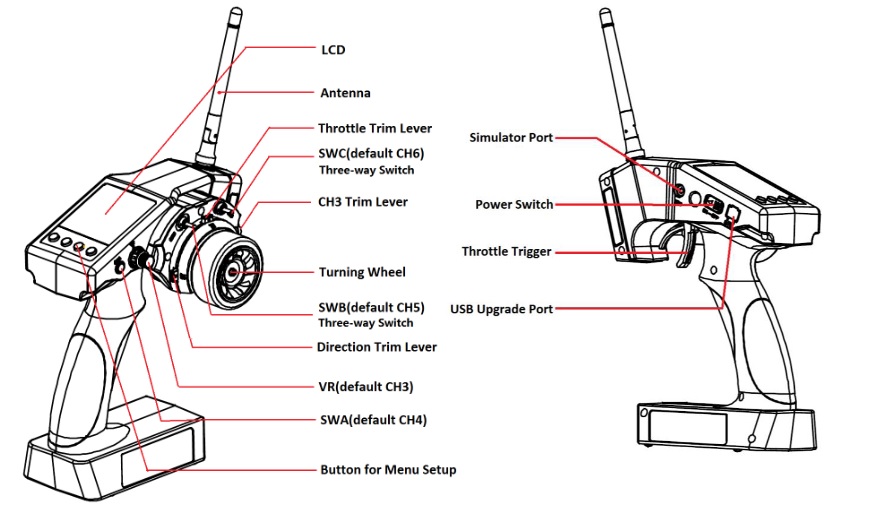 LCD
Antenna
Throttle Trim Lever
SWC(default CH6)
Three-way Switch
CH3 Trim Lever
Turning Wheel
SWB(default CH5)
Three-way Switch
Direction Trim Lever
VR(default CH3)
SWA(default CH4)
Button for Menu Setup
Simulator Port
Power Switch
Throttle Trigger
USB Upgrade Port